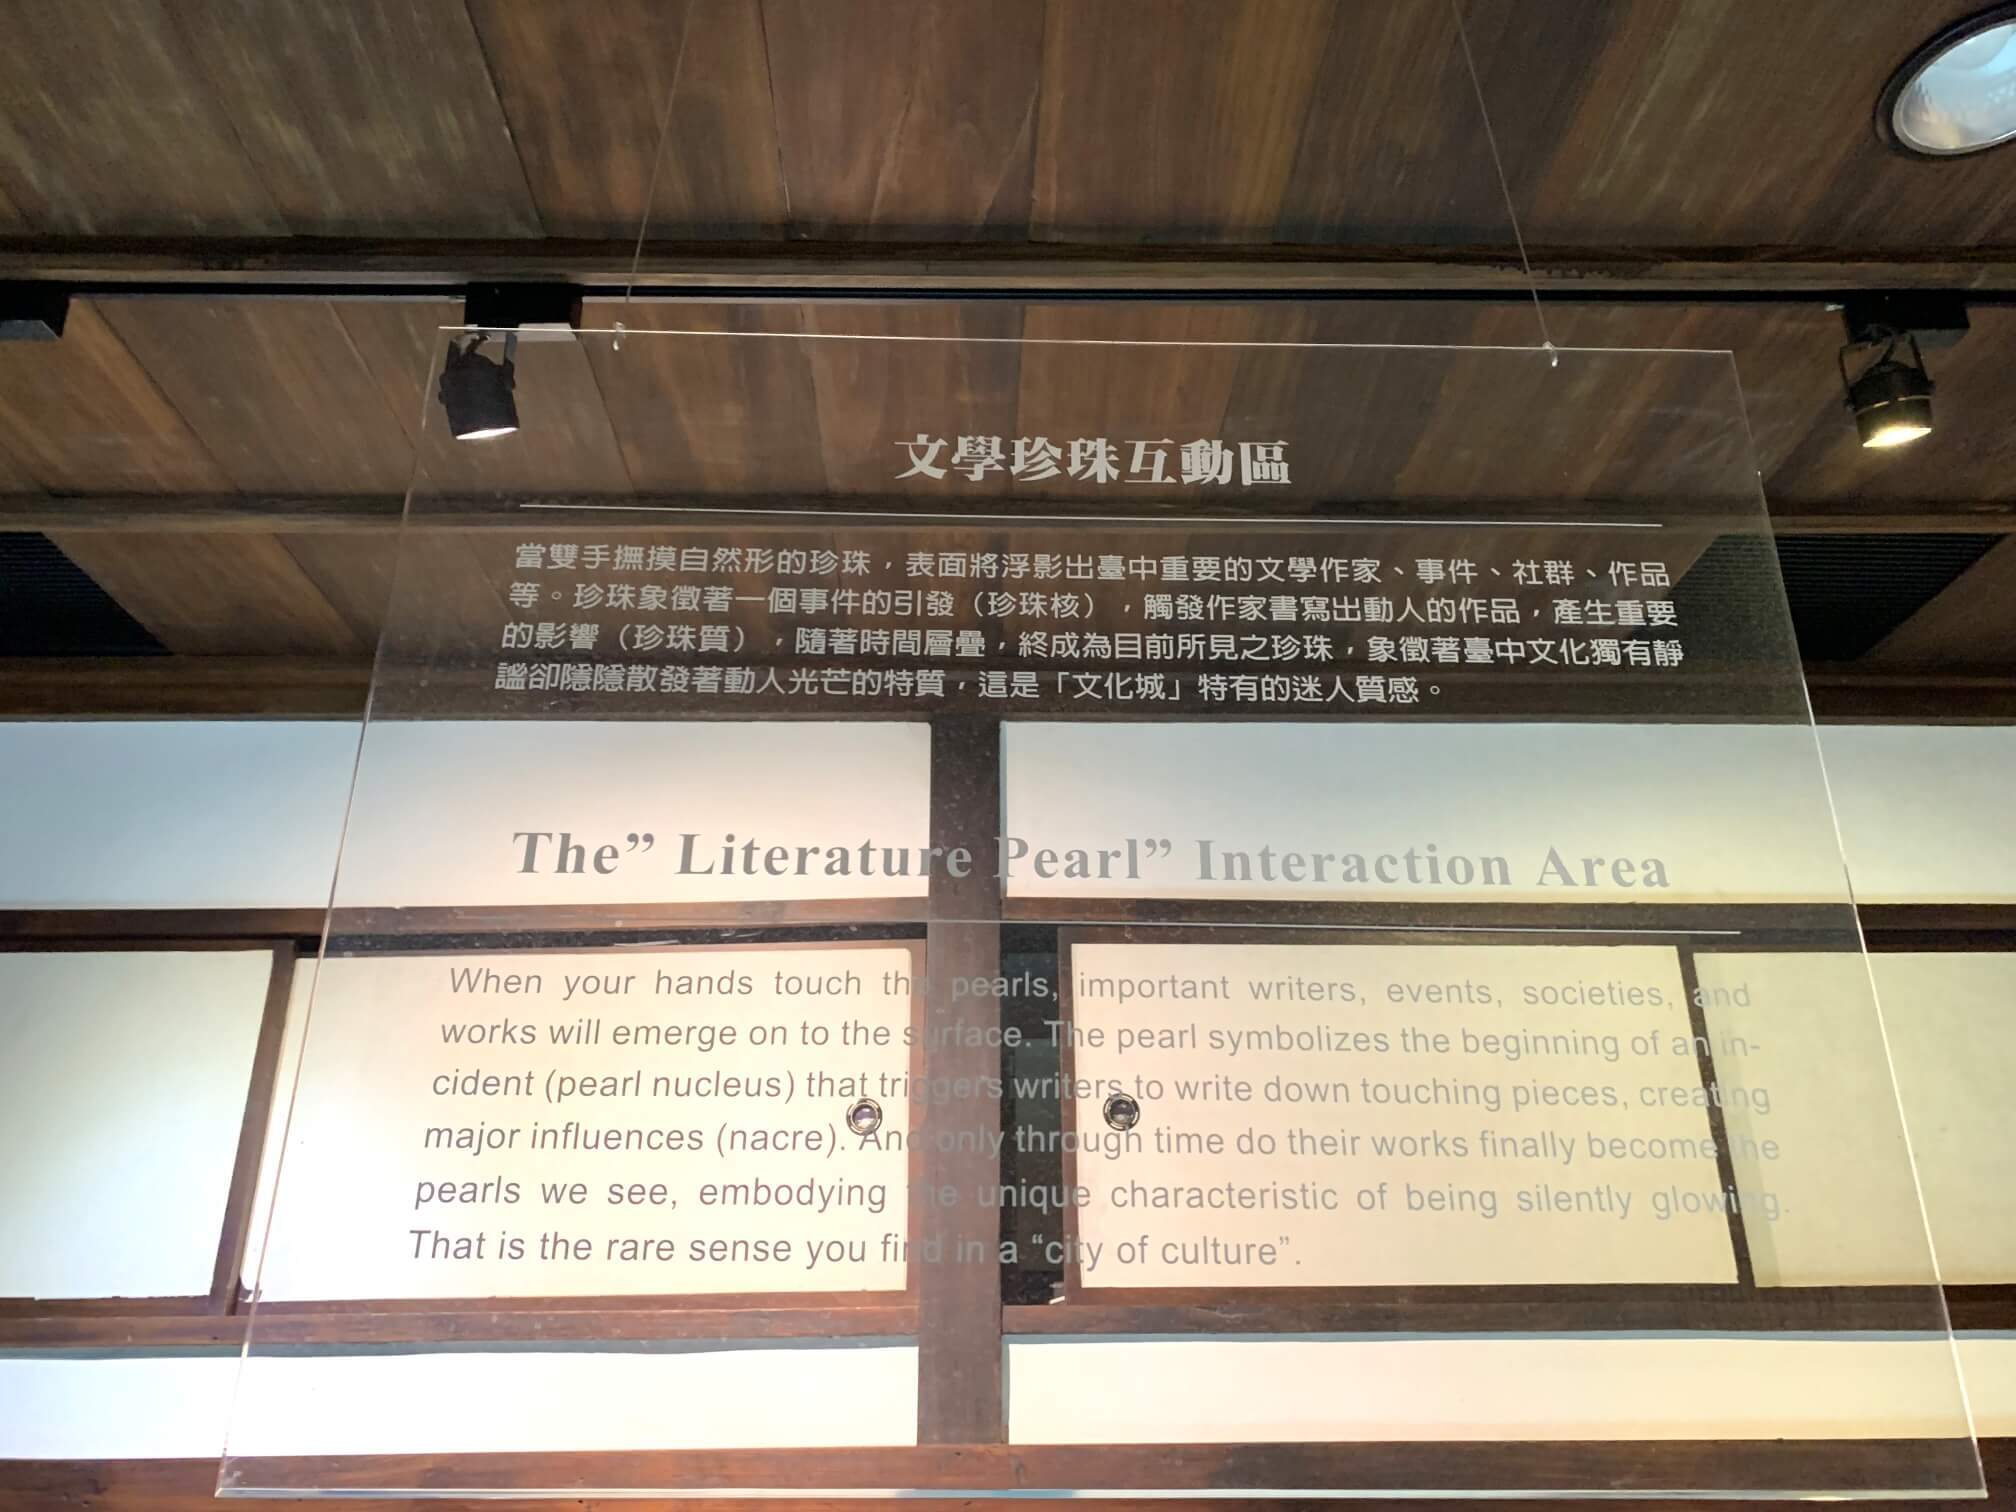 文學珍珠互動區
當雙手撫摸自然形的珍珠，表面將浮影出臺中重要的文學作家、事件、社群、作品
等。珍珠象徵著一個事件的引發（珍珠核），觸發作家書寫出動人的作品，產生重要
的影響（珍珠質），隨著時間層疊，終成為目前所見之珍珠，象徵著臺中文化獨有靜
謐卻隱隱散發著動人光芒的特質，這是「文化城」特有的迷人質感。
The” Literature Pearl” Interaction Area
When your hands touch the pearls, important writers, events, societies, and
works will emerge on to the surface. The pearl symbolizes the beginning of an in-
cident (pearl nucleus) that triggers writers to write down touching pieces, creating
major influences (nacre). And only through time do their works finally become the
pearls we see, embodying the unique characteristic of being silently glowing.
That is the rare sense you find in a “city of culture”.